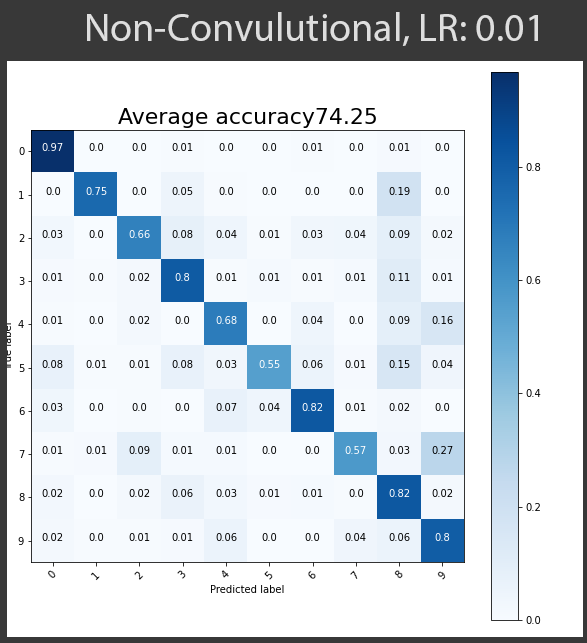 Non-Convulutional, LR: 0.01
Average accuracy74.25
0 0.97 0.0 0.0 0.01 0.0 0.0 0.01 0.0 0.01 0.0
1 0.0 0.75 0.0 0.05 0.0 0.0 0.0 0.0 0.19 0.0
2 0.03 0.0 0.66 0.08 0.04 0.01 0.03 0.04 0.09 0.02
3 0.01 0.0 0.02 0.8 0.01 0.01 0.01 0.01 0.11 0.01
4 0.01 0.0 0.02 0.0 0.68 0.0 0.04 0.0 0.09 0.16
5 0.08 0.01 0.01 0.08 0.03 0.55 0.06 0.01 0.15 0.04
6 0.03 0.0 0.0 0.0 0.07 0.04 0.82 0.01 0.02 0.0
7 0.01 0.01 0.09 0.01 0.01 0.0 0.0 0.57 0.03 0.27
8 0.02 0.0 0.02 0.06 0.03 0.01 0.01 0.0 0.82 0.02
9 0.02 0.0 0.01 0.01 0.06 0.0 0.0 0.04 0.06 0.8
0 1 2 3 4 5 6 7 8 9
Predicted label
label
0.8
0.6
0.4
0.2
0.0